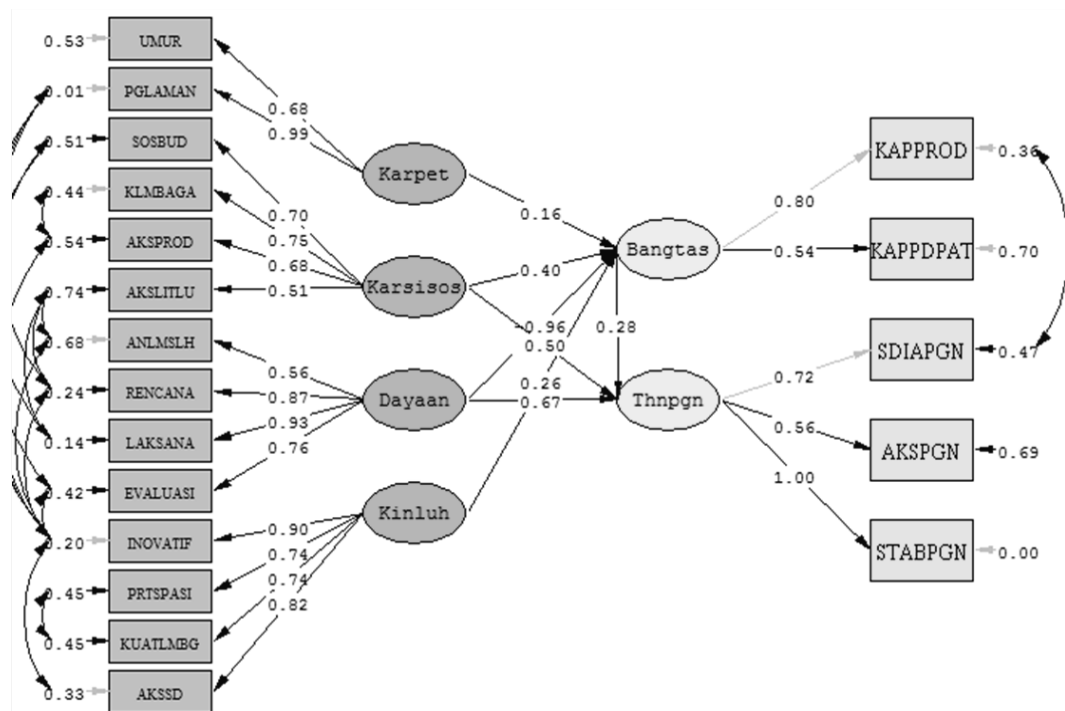 0.53 UMUR
0.01 PGLAMAN
0.51 SOSBUD
0.44 KLMBAGA
0.54 AKSPROD
0.74 AKSLITLU
0.68 ANLMSLH
0.24 RENCANA
0.14 LAKSANA
0.42 EVALUASI
0.20 INOVATIF
0.45 PRTSPASI
0.45 KUATLMBG
0.33 AKSSD
0.68
0.99
0.70
0.75
0.68
0.51
0.56
0.87
0.93
0.76
0.90
0.74
0.74
0.82
Karpet
Karsisos
Dayaan
Kinluh
0.16
0.40
-0.96
0.50
0.26
0.67
Bangtas
0.28
Thnpgn
0.80
0.54
0.72
0.56
1.00
KAPPROD 0.36
KAPPDPAT 0.70
SDIAPGN 0.47
AKSPGN 0.69
STABPGN 0.00